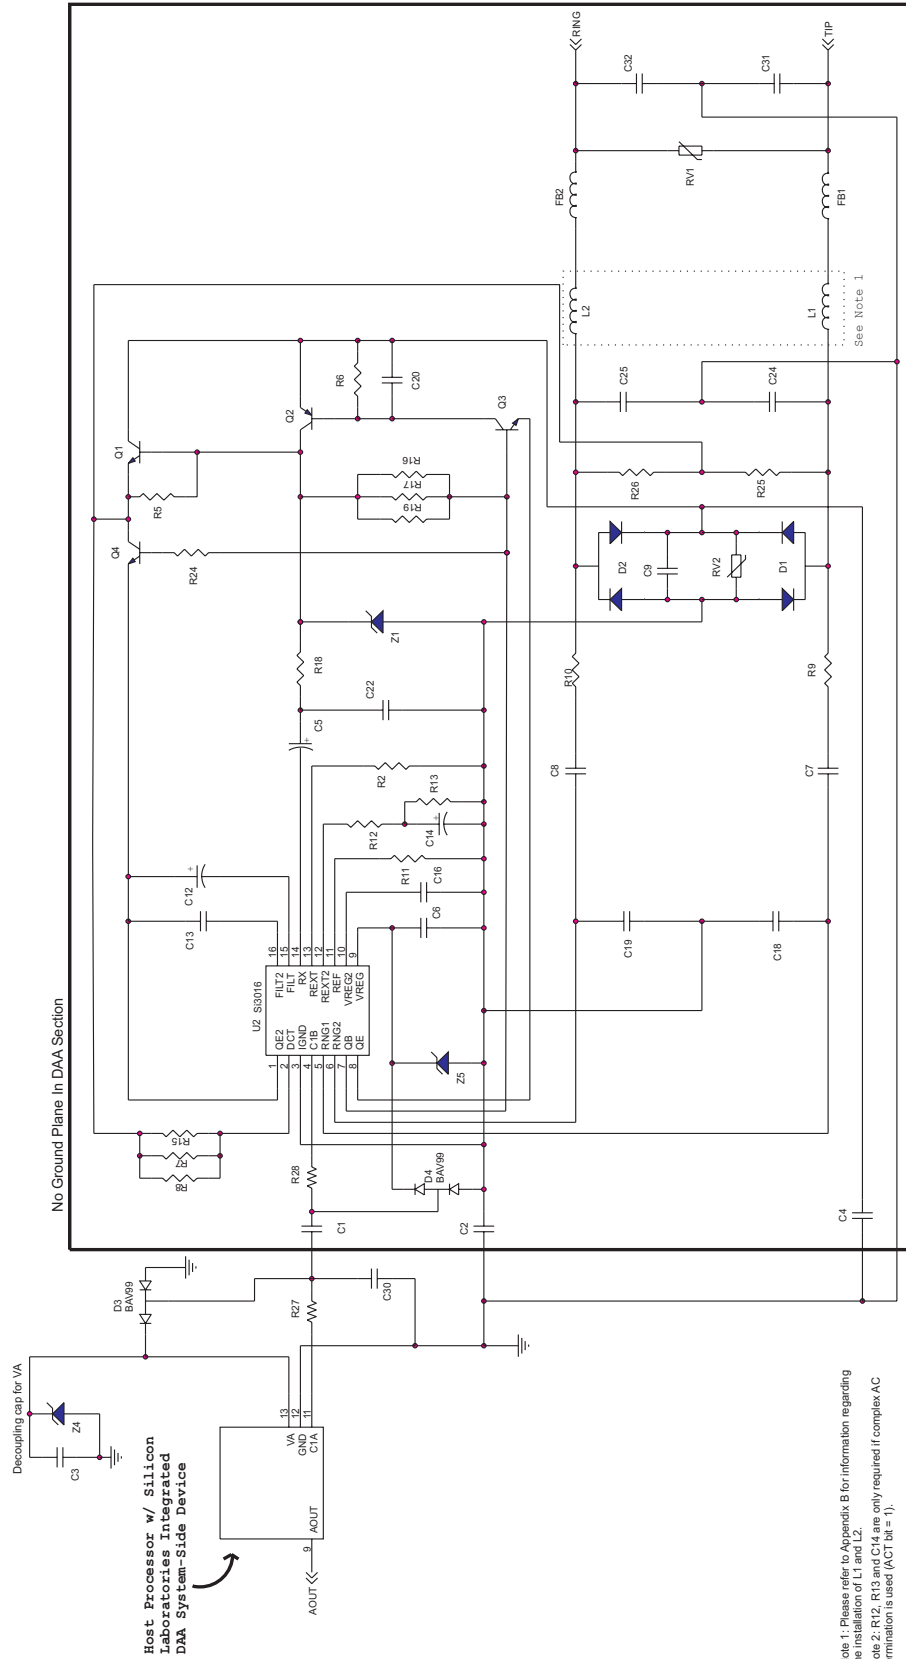 No Ground Plane In DAA Section
RING
TIP
C32
C31
RV1
FB2
FB1
L2
L1
See Note 1
C25
C24
R26
R25
D2
C9
RV2
D1
R10
R9
C8
C7
C19
C18
Q1
Q2
Q3
Q4
R6
C20
R5
R16
R17
R19
R24
Z1
R18
C22
C5
+
R2
R13
R12
C14
+
R11
C16
C6
C12
+
C13
U2 Si3016
16
15
14
13
12
11
10
9
FILT2
FILT
RX
REXT
REXT2
REF
VREG2
VREG
QE2
DCT
IGND
C1B
RNG1
RNG2
QB
QE
1
2
3
4
5
6
7
8
Z5
R15
R7
R8
R28
D4
BAV99
C1
C2
C4
D3
BAV99
C30
R27
Decoupling cap for VA
Z4
C3
13
12
11
VA
GND
C1A
AOUT
9
AOUT
Host Processor w/ Silicon
Laboratories Integrated
DAA System-Side Device
ote 1: Please refer to Appendix B for information regarding
e installation of L1 and L2.
ote 2: R12, R13 and C14 are only required if complex AC
rmination is used (ACT bit = 1).